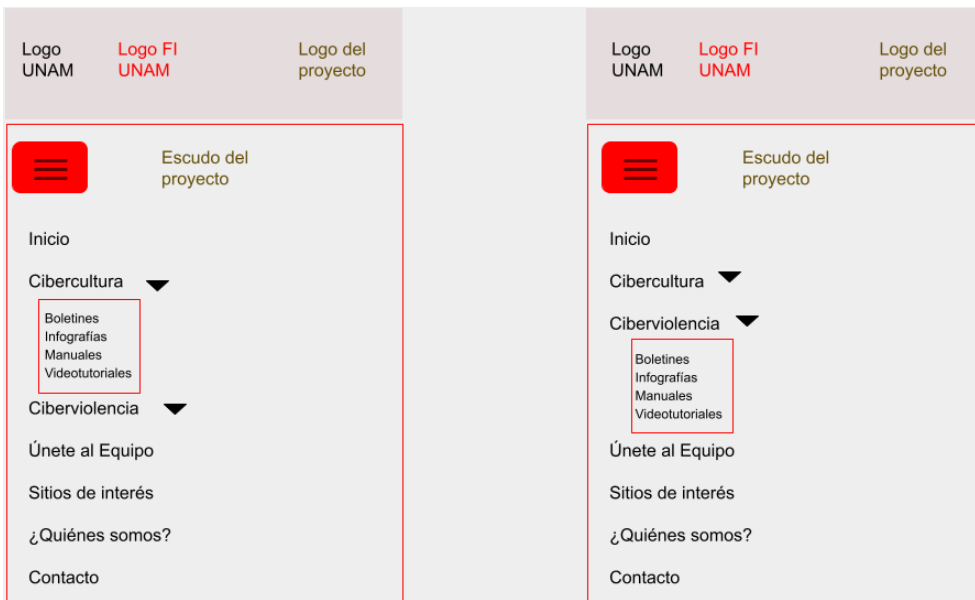 Logo
UNAM
Logo FI
UNAM
Logo del
proyecto
Escudo del
proyecto
Inicio
Cibercultura
Boletines
Infografías
Manuales
Videotutoriales
Ciberviolencia
Únete al Equipo
Sitios de interés
¿Quiénes somos?
Contacto
Logo
UNAM
Logo FI
UNAM
Logo del
proyecto
Escudo del
proyecto
Inicio
Cibercultura
Ciberviolencia
Boletines
Infografías
Manuales
Videotutoriales
Únete al Equipo
Sitios de interés
¿Quiénes somos?
Contacto